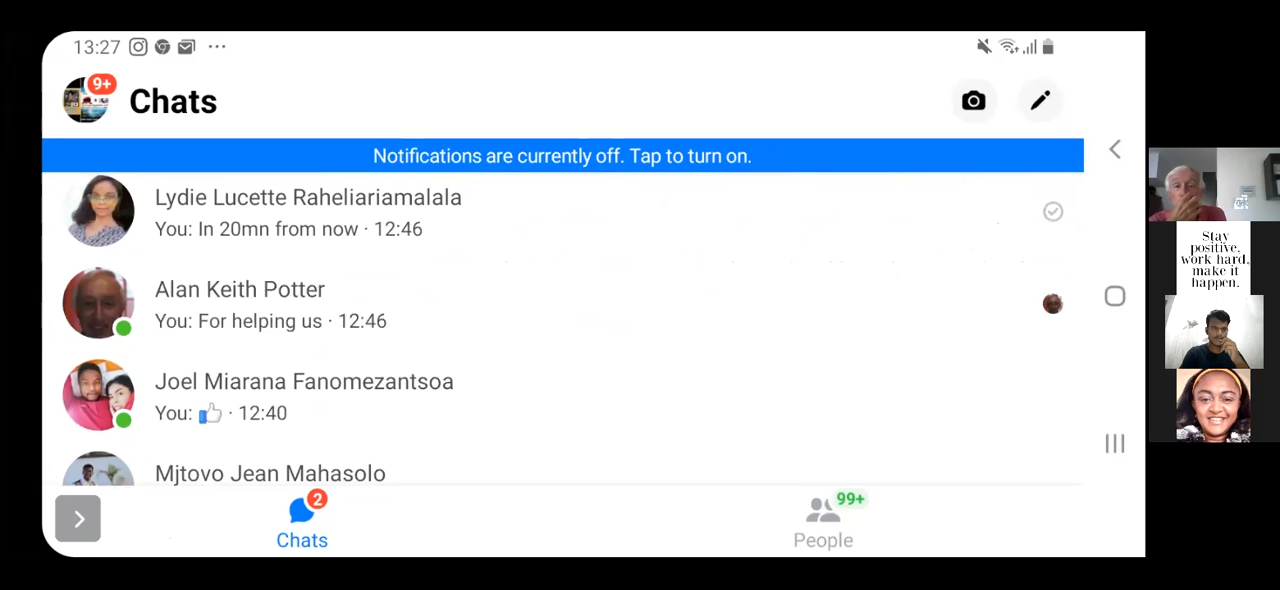 13:27
9+
Chats
Notifications are currently off. Tap to turn on.
Lydie Lucette Raheliariamalala
You: In 20mn from now · 12:46
Alan Keith Potter
You: For helping us · 12:46
Joel Miarana Fanomezantsoa
You: 👍 · 12:40
Mjtovo Jean Mahasolo
2
Chats
99+
People
Stay
positive,
work hard,
make it
happen.